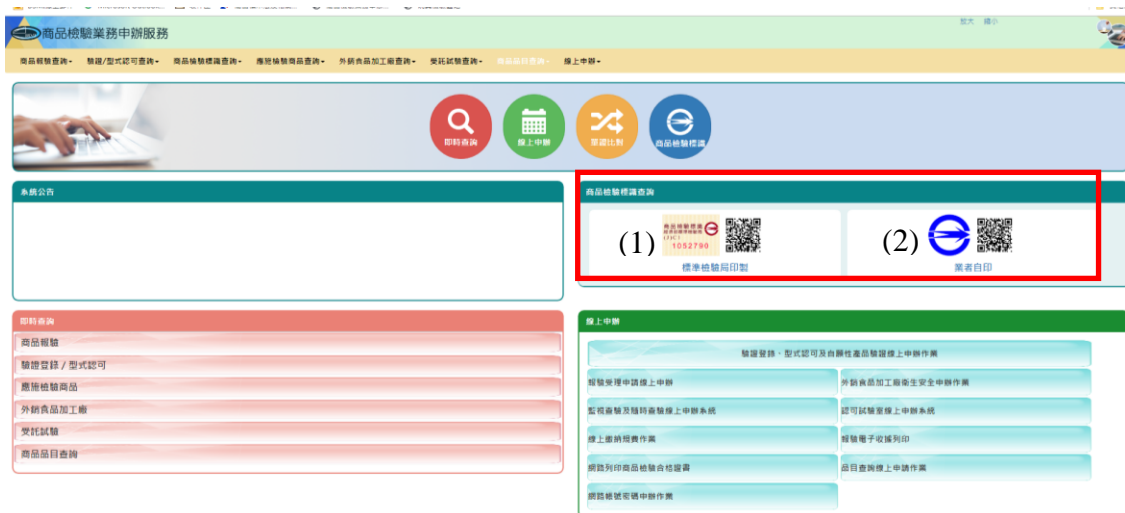 商品檢驗業務申辦服務
放大 縮小
商品報驗查詢 驗證/型式認可查詢 商品檢驗標識查詢 應施檢驗商品查詢 外銷食品加工廠查詢 受託試驗查詢 商品品目查詢 線上申辦
即時查詢 線上申辦 單證比對 商品檢驗標識
系統公告
商品檢驗標識查詢
(1) 商品檢驗標識
1052790
標準檢驗局印製
(2)
業者自印
即時查詢
商品報驗
驗證登錄 / 型式認可
應施檢驗商品
外銷食品加工廠
受託試驗
商品品目查詢
線上申辦
驗證登錄、型式認可及自願性產品驗證線上申辦作業
報驗受理申請線上申辦 外銷食品加工廠衛生安全申辦作業
監視查驗及隨時查驗線上申辦系統 認可試驗室線上申辦系統
線上繳納規費作業 報驗電子收據列印
網路列印商品檢驗合格證書 品目查詢線上申請作業
網路帳號密碼申辦作業